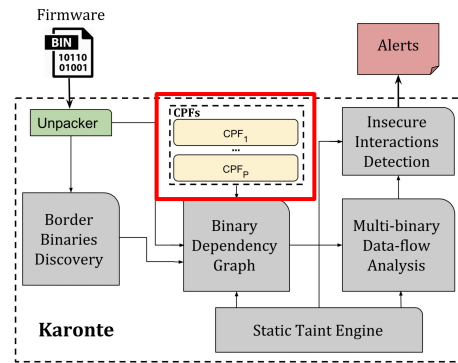 Firmware
BIN
10110
01001
Alerts
Unpacker
CPFs
CPF1
...
CPFP
Insecure
Interactions
Detection
Border
Binaries
Discovery
Binary
Dependency
Graph
Multi-binary
Data-flow
Analysis
Karonte
Static Taint Engine